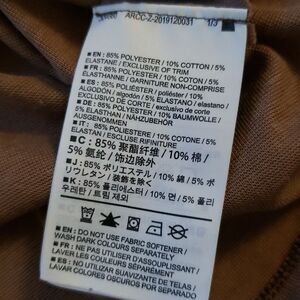 ARCC-Z-2019120031 1/3
■ EN : 85% POLYESTER / 10% COTTON / 5%
ELASTANE / EXCLUSIVE OF TRIM
■ FR : 85% POLYESTER / 10% COTON / 5%
ÉLASTHANNE / GARNITURE NON-COMPRISE
■ ES : 85% POLIÉSTER / poliéster / 10%
ALGODÓN / algodón / 5% ELASTANO / elastano /
EXCLUSIVO DE CORTE / exclusivo de corte
■ DE : 85% POLYESTER / 10% BAUMWOLLE /
5% ELASTHAN / NÄHZUBEHÖR
AUSGENOMMEN
■ IT : 85% POLIESTERE / 10% COTONE / 5%
ELASTAN / ESCLUSE RIFINITURE
■ C : 85% 聚酯纤维 / 10% 棉 /
5% 氨纶 / 饰边除外
■ J : 85% ポリエステル / 10% 綿 / 5% ポ
リウレタン / 装飾を除く
■ K : 85% 폴리에스터 / 10% 면 / 5% 폴리
우레탄 / 트림 제외
■ EN : DO NOT USE FABRIC SOFTENER/
WASH DARK COLOURS SEPARATELY
■ FR : NE PAS UTILISER D'ASSOUPLISSANT /
LAVER LES COULEURS SÉPARÉMENT
■ ES : NO UTILIZAR SUAVIZANTE DE TELAS/
LAVAR COLORES OSCUROS POR SEPARADO